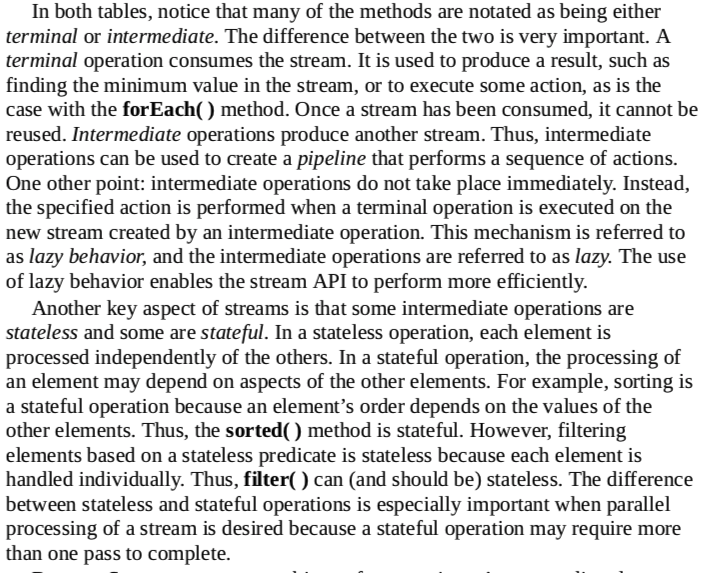 In both tables, notice that many of the methods are notated as being either
terminal or intermediate. The difference between the two is very important. A
terminal operation consumes the stream. It is used to produce a result, such as
finding the minimum value in the stream, or to execute some action, as is the
case with the forEach( ) method. Once a stream has been consumed, it cannot be
reused. Intermediate operations produce another stream. Thus, intermediate
operations can be used to create a pipeline that performs a sequence of actions.
One other point: intermediate operations do not take place immediately. Instead,
the specified action is performed when a terminal operation is executed on the
new stream created by an intermediate operation. This mechanism is referred to
as lazy behavior, and the intermediate operations are referred to as lazy. The use
of lazy behavior enables the stream API to perform more efficiently.
Another key aspect of streams is that some intermediate operations are
stateless and some are stateful. In a stateless operation, each element is
processed independently of the others. In a stateful operation, the processing of
an element may depend on aspects of the other elements. For example, sorting is
a stateful operation because an element’s order depends on the values of the
other elements. Thus, the sorted( ) method is stateful. However, filtering
elements based on a stateless predicate is stateless because each element is
handled individually. Thus, filter( ) can (and should be) stateless. The difference
between stateless and stateful operations is especially important when parallel
processing of a stream is desired because a stateful operation may require more
than one pass to complete.